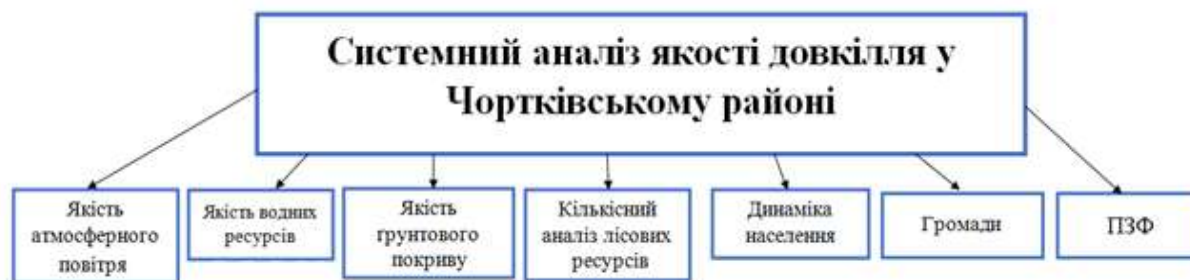 Системний аналіз якості довкілля у
Чортківському районі
Якість
атмосферного
повітря
Якість водних
ресурсів
Якість
ґрунтового
покриву
Кількісний
аналіз лісових
ресурсів
Динаміка
населення
Громади
ПЗФ